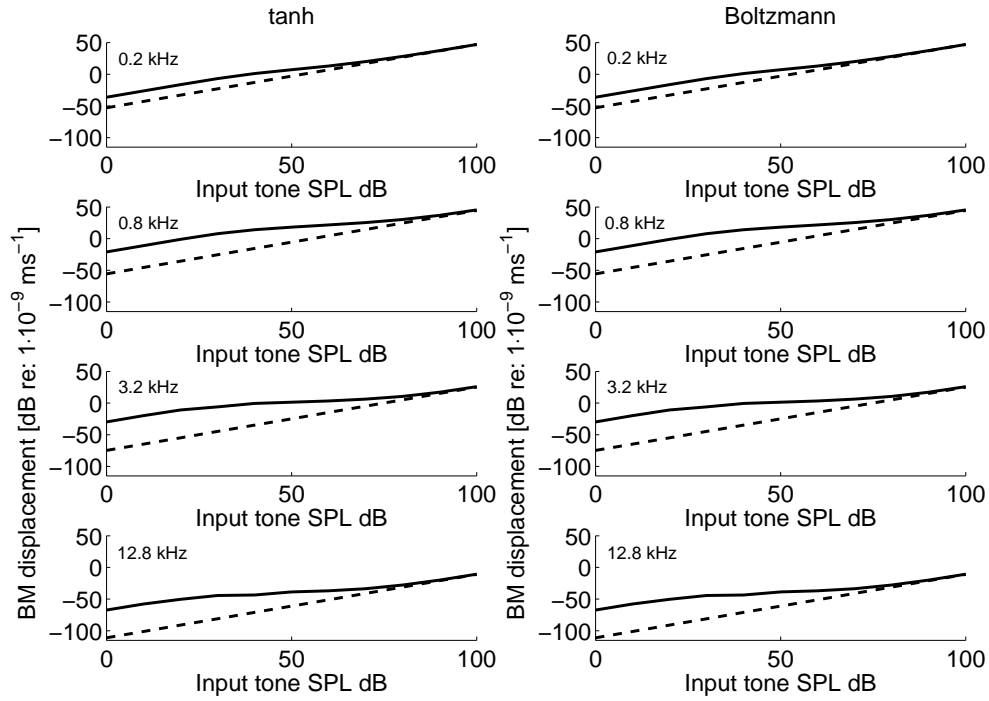 tanh
50
0
−50
−100
0.2 kHz
0 50 100
Input tone SPL dB
50
0
−50
−100
0.8 kHz
0 50 100
Input tone SPL dB
50
0
−50
−100
3.2 kHz
0 50 100
Input tone SPL dB
50
0
−50
−100
12.8 kHz
0 50 100
Input tone SPL dB
BM displacement [dB re: 1·10⁻⁹ ms⁻¹]
Boltzmann
50
0
−50
−100
0.2 kHz
0 50 100
Input tone SPL dB
50
0
−50
−100
0.8 kHz
0 50 100
Input tone SPL dB
50
0
−50
−100
3.2 kHz
0 50 100
Input tone SPL dB
50
0
−50
−100
12.8 kHz
0 50 100
Input tone SPL dB
BM displacement [dB re: 1·10⁻⁹ ms⁻¹]